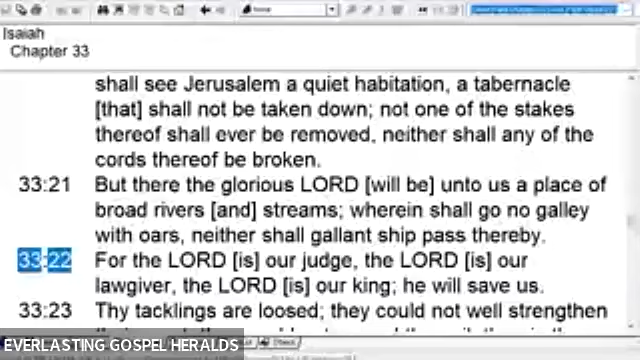 Isaiah
Chapter 33
shall see Jerusalem a quiet habitation, a tabernacle
[that] shall not be taken down; not one of the stakes
thereof shall ever be removed, neither shall any of the
cords thereof be broken.
33:21 But there the glorious LORD [will be] unto us a place of
broad rivers [and] streams; wherein shall go no galley
with oars, neither shall gallant ship pass thereby.
33:22 For the LORD [is] our judge, the LORD [is] our
lawgiver, the LORD [is] our king; he will save us.
33:23 Thy tacklings are loosed; they could not well strengthen
EVERLASTING GOSPEL HERALDS